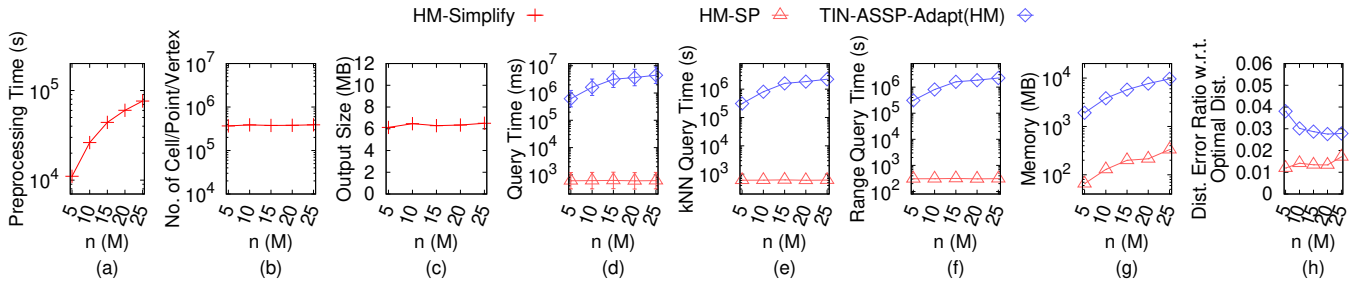 HM-Simplify HM-SP TIN-ASSP-Adapt(HM)
Preprocessing Time (s)
10^5
10^4
5 10 15 20 25
n (M)
(a)
No. of Cell/Point/Vertex
10^7
10^6
10^5
10^4
5 10 15 20 25
n (M)
(b)
Output Size (MB)
12
10
8
6
4
2
0
5 10 15 20 25
n (M)
(c)
Query Time (ms)
10^7
10^6
10^5
10^4
10^3
5 10 15 20 25
n (M)
(d)
kNN Query Time (s)
10^6
10^5
10^4
10^3
5 10 15 20 25
n (M)
(e)
Range Query Time (s)
10^6
10^5
10^4
10^3
10^2
5 10 15 20 25
n (M)
(f)
Memory (MB)
10^4
10^3
10^2
5 10 15 20 25
n (M)
(g)
Dist. Error Ratio w.r.t.
Optimal Dist.
0.06
0.05
0.04
0.03
0.02
0.01
0
5 10 15 20 25
n (M)
(h)